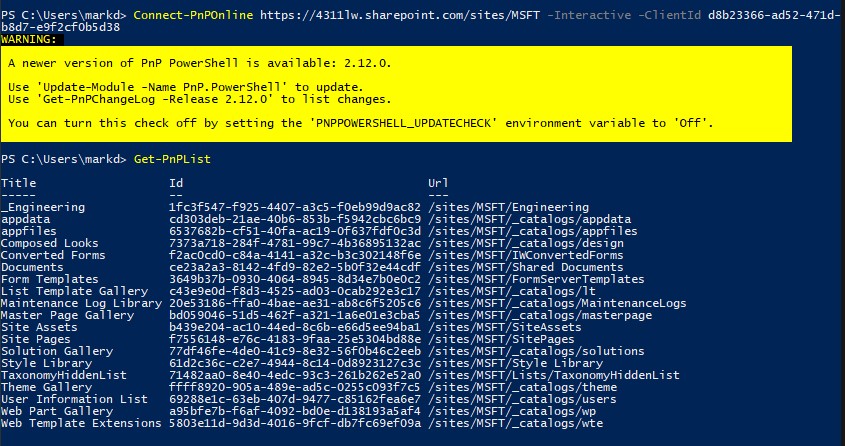 PS C:\Users\markd> Connect-PnPOnline https://4311lw.sharepoint.com/sites/MSFT -Interactive -ClientId d8b23366-ad52-471d-
b8d7-e9f2cf0b5d38
WARNING:
A newer version of PnP PowerShell is available: 2.12.0.
Use 'Update-Module -Name PnP.PowerShell' to update.
Use 'Get-PnPChangeLog -Release 2.12.0' to list changes.
You can turn this check off by setting the 'PNPPOWERSHELL_UPDATECHECK' environment variable to 'Off'.
PS C:\Users\markd> Get-PnPList
Title Id Url
----- -- ---
_Engineering 1fc3f547-f925-4407-a3c5-f0eb99d9ac82 /sites/MSFT/Engineering
appdata cd303deb-21ae-40b6-853b-f5942cbc6bc9 /sites/MSFT/_catalogs/appdata
appfiles 6537682b-cf51-40fa-ac19-0f637fdf0c3d /sites/MSFT/_catalogs/appfiles
Composed Looks 7373a718-284f-4781-99c7-4b36895132ac /sites/MSFT/_catalogs/design
Converted Forms f2ac0cd0-c84a-4141-a32c-b3c302148f6e /sites/MSFT/IWConvertedForms
Documents ce23a2a3-8142-4fd9-82e2-5b0f32e44cdf /sites/MSFT/Shared Documents
Form Templates 3649b37b-0930-4064-8945-8d34e7b0e0c2 /sites/MSFT/FormServerTemplates
List Template Gallery c43e9e0d-f8d3-4525-ad03-0cab292e3c17 /sites/MSFT/_catalogs/lt
Maintenance Log Library 20e53186-ffa0-4bae-ae31-ab8c6f5205c6 /sites/MSFT/_catalogs/MaintenanceLogs
Master Page Gallery bd059046-51d5-462f-a321-1a6e01e3cba5 /sites/MSFT/_catalogs/masterpage
Site Assets b439e204-ac10-44ed-8c6b-e66d5ee94ba1 /sites/MSFT/SiteAssets
Site Pages f7556148-e76c-4183-9faa-25e5304bd88e /sites/MSFT/SitePages
Solution Gallery 77df46fe-4de0-41c9-8e32-56f0b46c2eeb /sites/MSFT/_catalogs/solutions
Style Library 61d2c36c-c2e7-4944-8c14-0d8923127c3c /sites/MSFT/Style Library
TaxonomyHiddenList 71482aa0-8e40-4edc-93c3-261b262e52a0 /sites/MSFT/Lists/TaxonomyHiddenList
Theme Gallery ffff8920-905a-489e-ad5c-0255c093f7c5 /sites/MSFT/_catalogs/theme
User Information List 69288e1c-63eb-407d-9477-c85162fea6e7 /sites/MSFT/_catalogs/users
Web Part Gallery a95bfe7b-f6af-4092-bd0e-d138193a5af4 /sites/MSFT/_catalogs/wp
Web Template Extensions 5803e11d-9d3d-4016-9fcf-db7fc69ef09a /sites/MSFT/_catalogs/wte